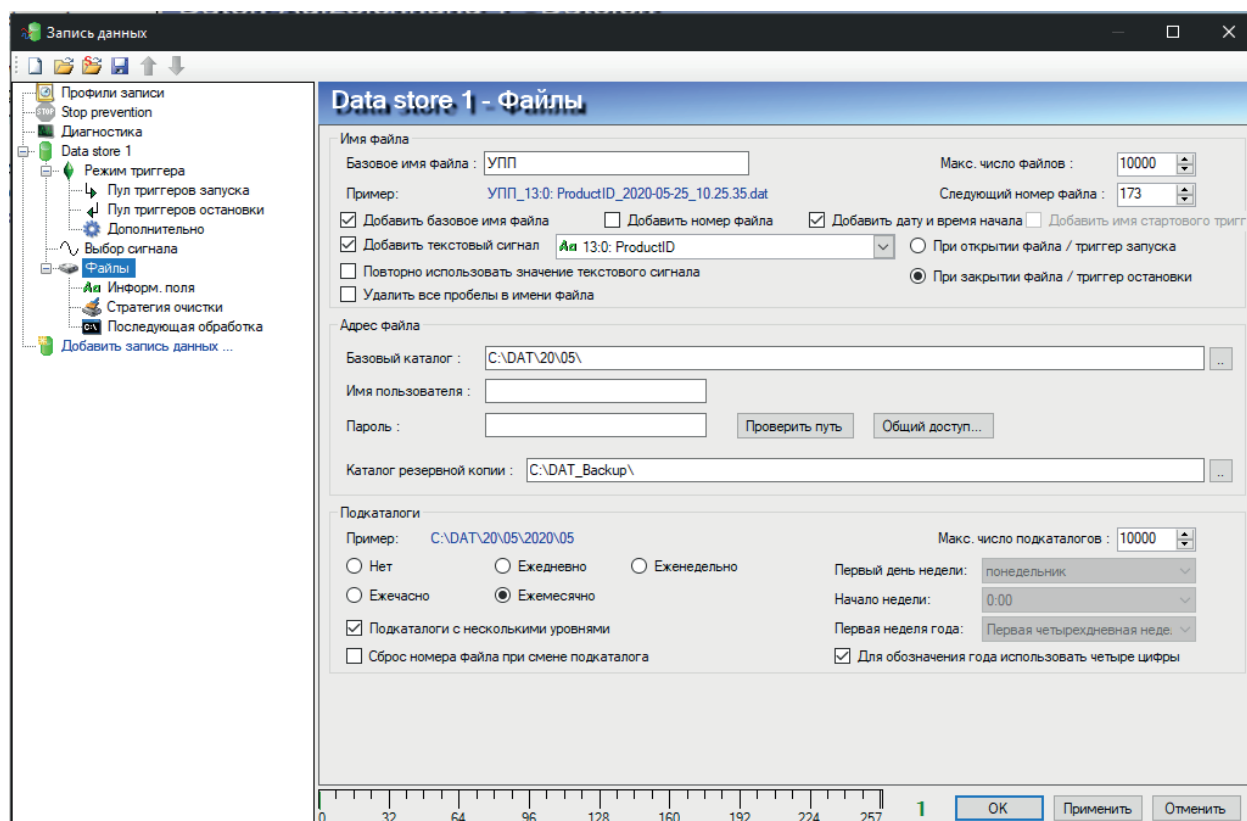 Запись данных
Профили записи
Stop prevention
Диагностика
Data store 1
Режим триггера
Пул триггеров запуска
Пул триггеров остановки
Дополнительно
Выбор сигнала
Файлы
Информ. поля
Стратегия очистки
Последующая обработка
Добавить запись данных ...
Data store 1 - Файлы
Имя файла
Базовое имя файла : УПП Макс. число файлов : 10000
Пример: УПП_13:0: ProductID_2020-05-25_10.25.35.dat Следующий номер файла : 173
Добавить базовое имя файла Добавить номер файла Добавить дату и время начала Добавить имя стартового тригг
Добавить текстовый сигнал 13:0: ProductID При открытии файла / триггер запуска
Повторно использовать значение текстового сигнала При закрытии файла / триггер остановки
Удалить все пробелы в имени файла
Адрес файла
Базовый каталог : C:\DAT\20\05\ ..
Имя пользователя :
Пароль : Проверить путь Общий доступ...
Каталог резервной копии : C:\DAT_Backup\ ..
Подкаталоги
Пример: C:\DAT\20\05\2020\05 Макс. число подкаталогов : 10000
Нет Ежедневно Еженедельно Первый день недели: понедельник
Ежечасно Ежемесячно Начало недели: 0:00
Подкаталоги с несколькими уровнями Первая неделя года: Первая четырехдневная неде.
Сброс номера файла при смене подкаталога Для обозначения года использовать четыре цифры
0 32 64 96 128 160 192 224 257 1 OK Применить Отменить